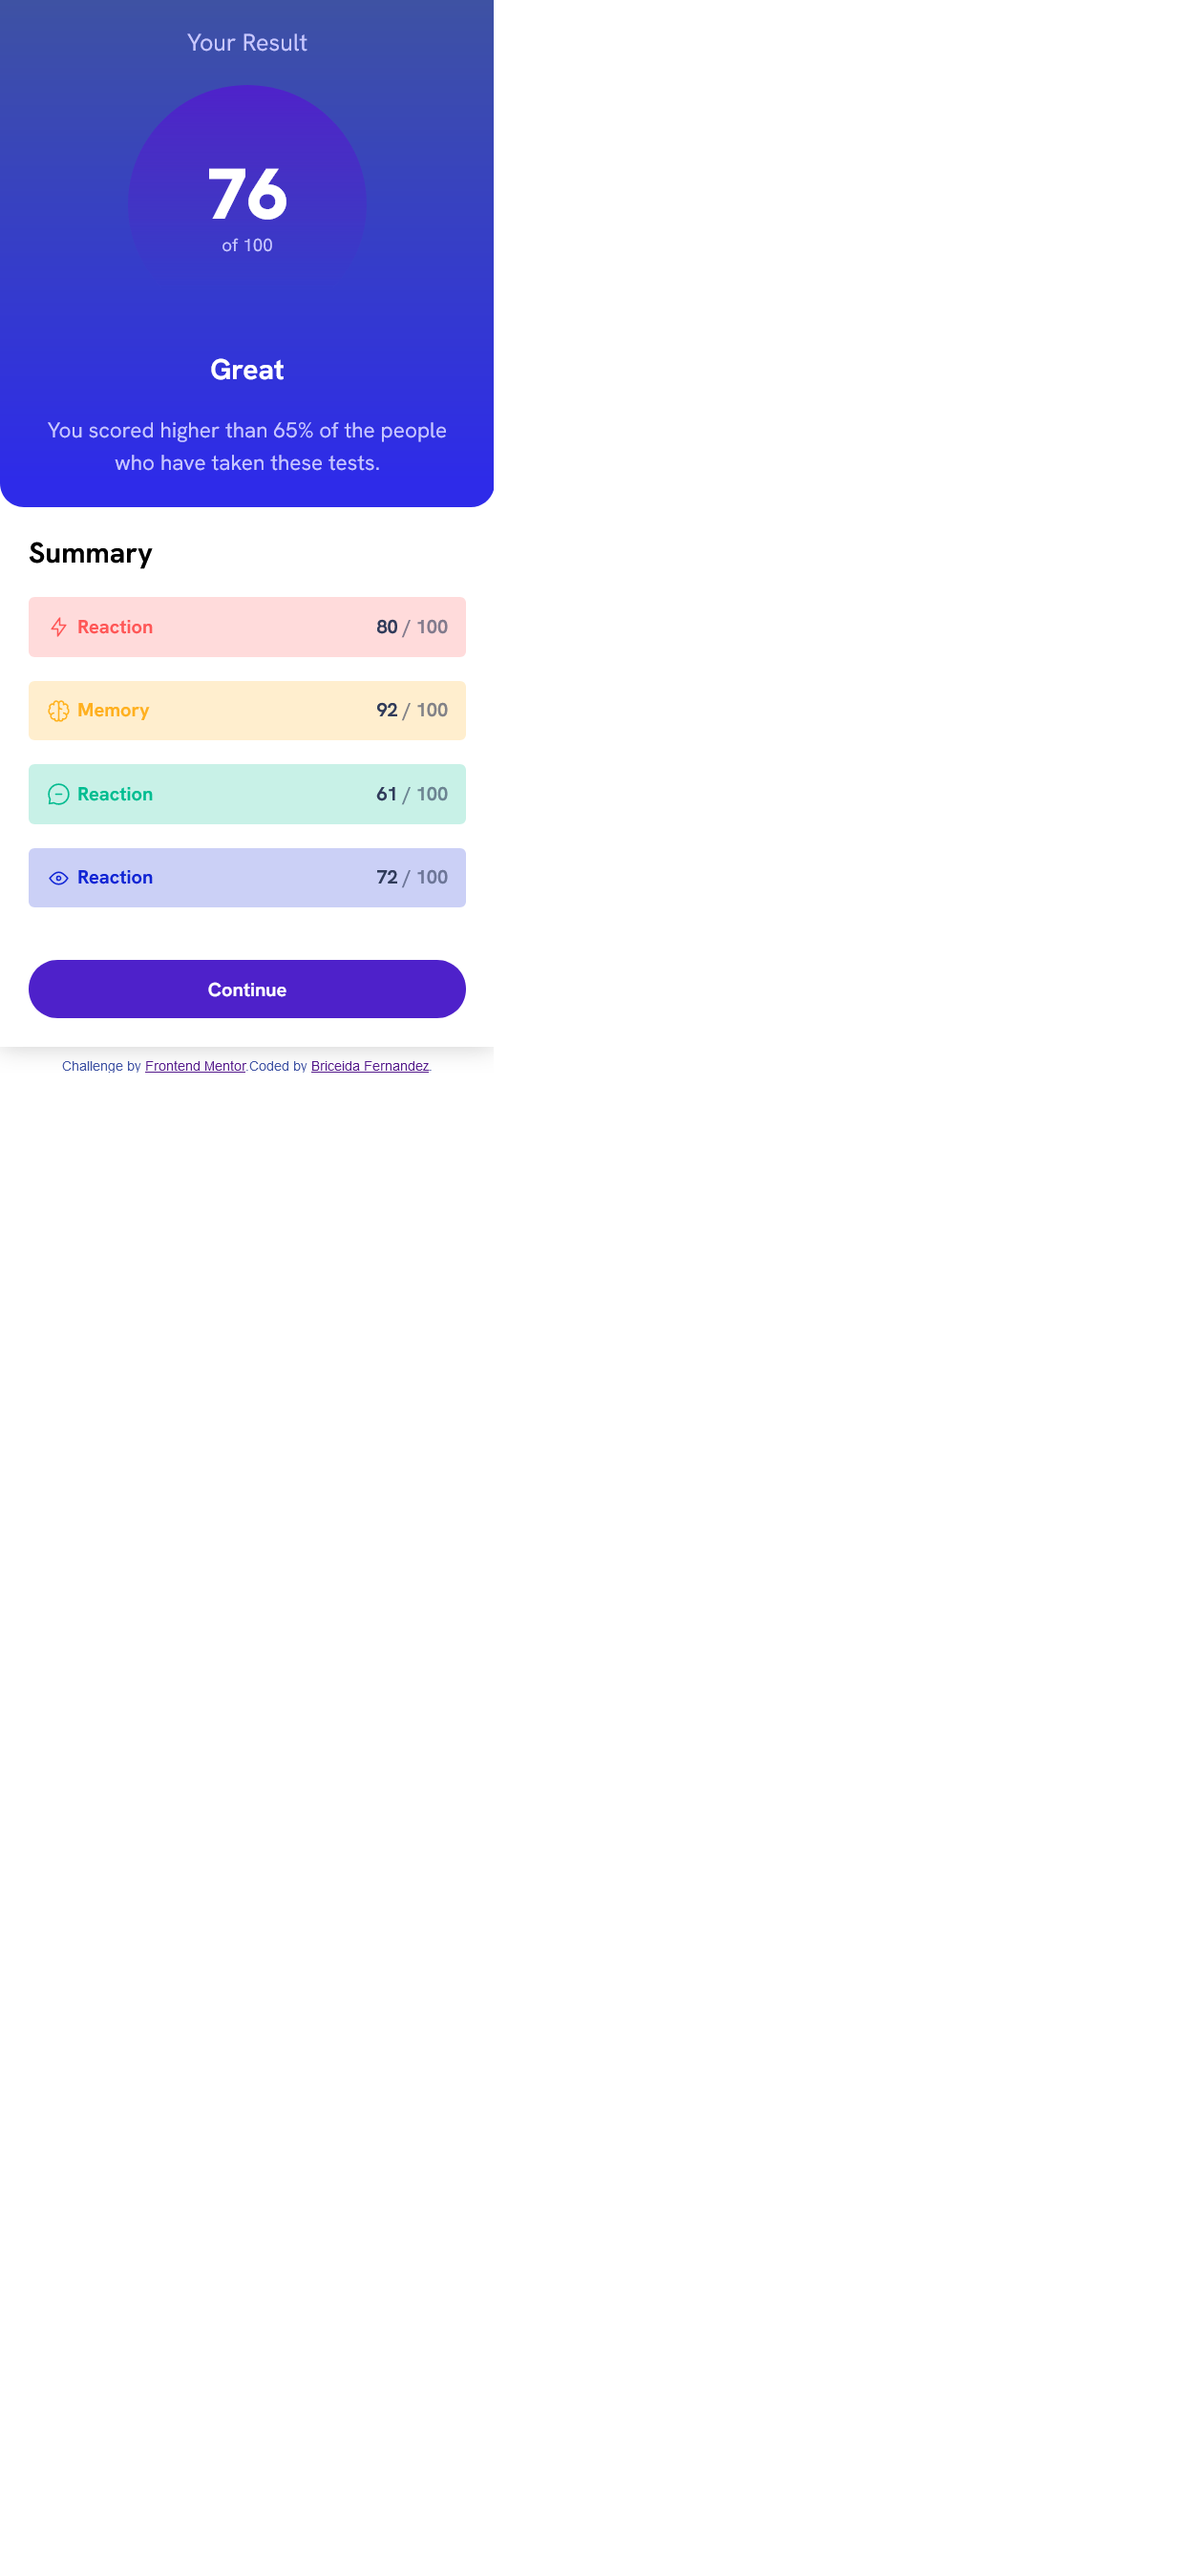 Your Result
76
of 100
Great
You scored higher than 65% of the people
who have taken these tests.
Summary
Reaction 80 / 100
Memory 92 / 100
Reaction 61 / 100
Reaction 72 / 100
Continue
Challenge by Frontend Mentor.Coded by Briceida Fernandez.